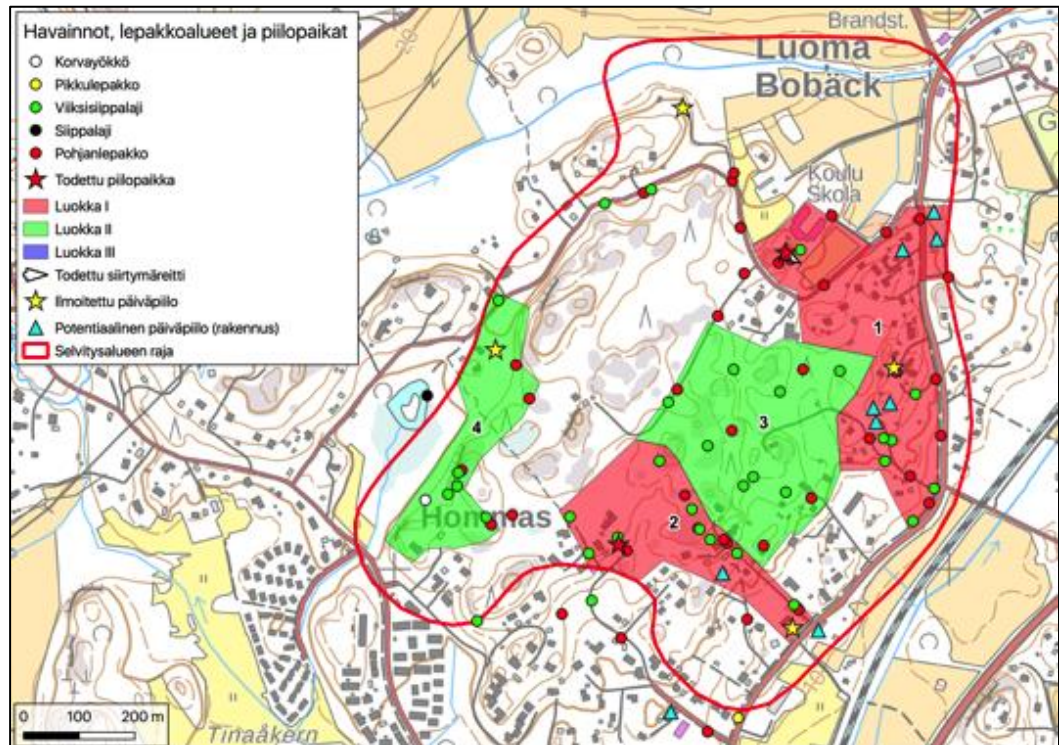 Havainnot, lepakkoalueet ja piilopaikat
Korvayökkö
Pikkulepakko
Viiksisiippalaji
Siippalaji
Pohjanlepakko
Todettu piilopaikka
Luokka I
Luokka II
Luokka III
Todettu siirtymäreitti
Ilmoitettu päiväpiilo
Potentiaalinen päiväpiilo (rakennus)
Selvitysalueen raja
Brandst.
Luoma
Bobäck
G
Koulu
Skola
1
3
4
2
Hommas
0 100 200 m
Tinaåkern